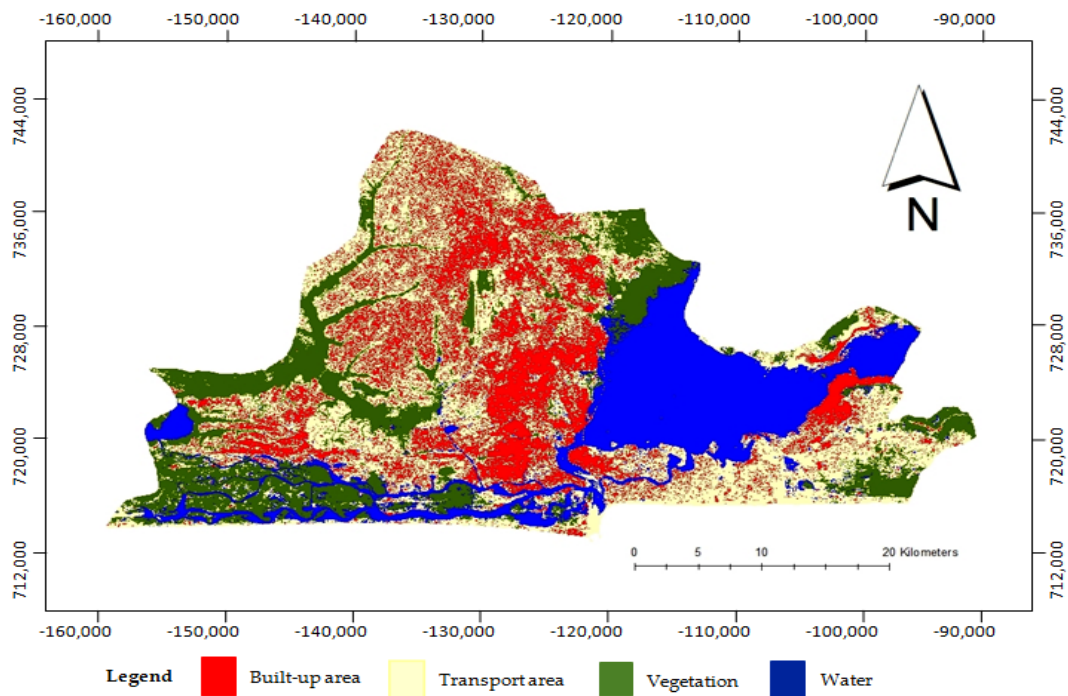 -160,000 -150,000 -140,000 -130,000 -120,000 -110,000 -100,000 -90,000
744,000 744,000
736,000 736,000
728,000 728,000
720,000 720,000
712,000 712,000
N
0 5 10 20 Kilometers
-160,000 -150,000 -140,000 -130,000 -120,000 -110,000 -100,000 -90,000
Legend Built-up area Transport area Vegetation Water